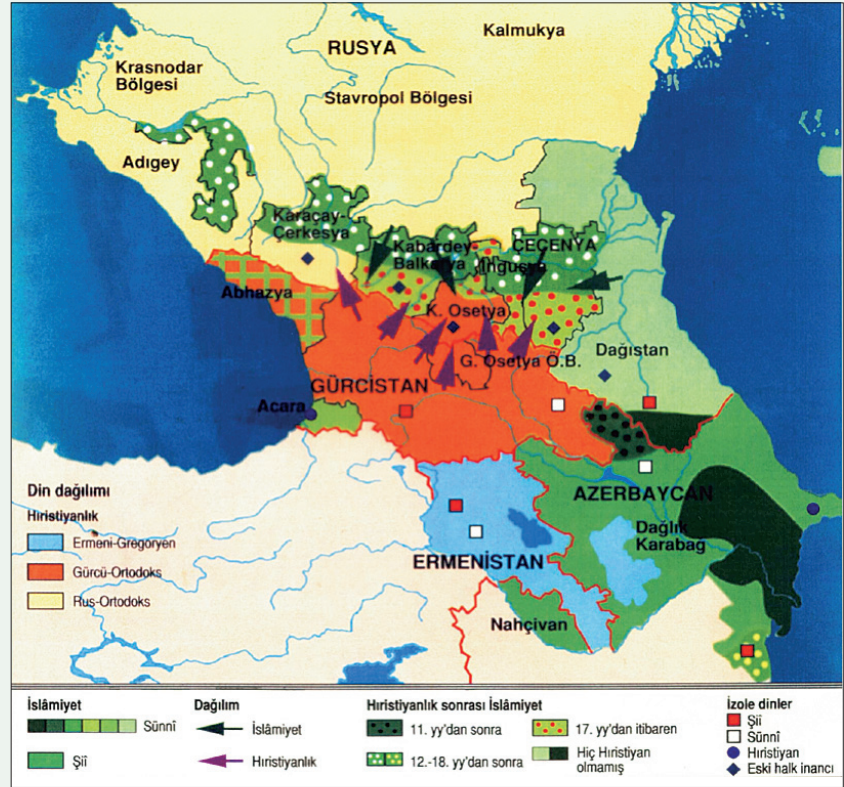 RUSYA
Kalmukya
Krasnodar
Bölgesi
Stavropol Bölgesi
Adıgey
Karaçay-
Çerkesya
Kabardey-
Balkarya
İnguşya
ÇEÇENYA
Abhazya
K. Osetya
G. Osetya Ö.B.
Dağıstan
GÜRCİSTAN
Acara
AZERBAYCAN
Dağlık
Karabağ
ERMENİSTAN
Nahçivan
Din dağılımı
Hıristiyanlık
Ermeni-Gregoryen
Gürcü-Ortodoks
Rus-Ortodoks
İslâmiyet
Sünnî
Şiî
Dağılım
İslâmiyet
Hıristiyanlık
Hıristiyanlık sonrası İslâmiyet
11. yy'dan sonra
12.-18. yy'dan sonra
17. yy'dan itibaren
Hiç Hıristiyan
olmamış
İzole dinler
Şiî
Sünnî
Hıristiyan
Eski halk inancı